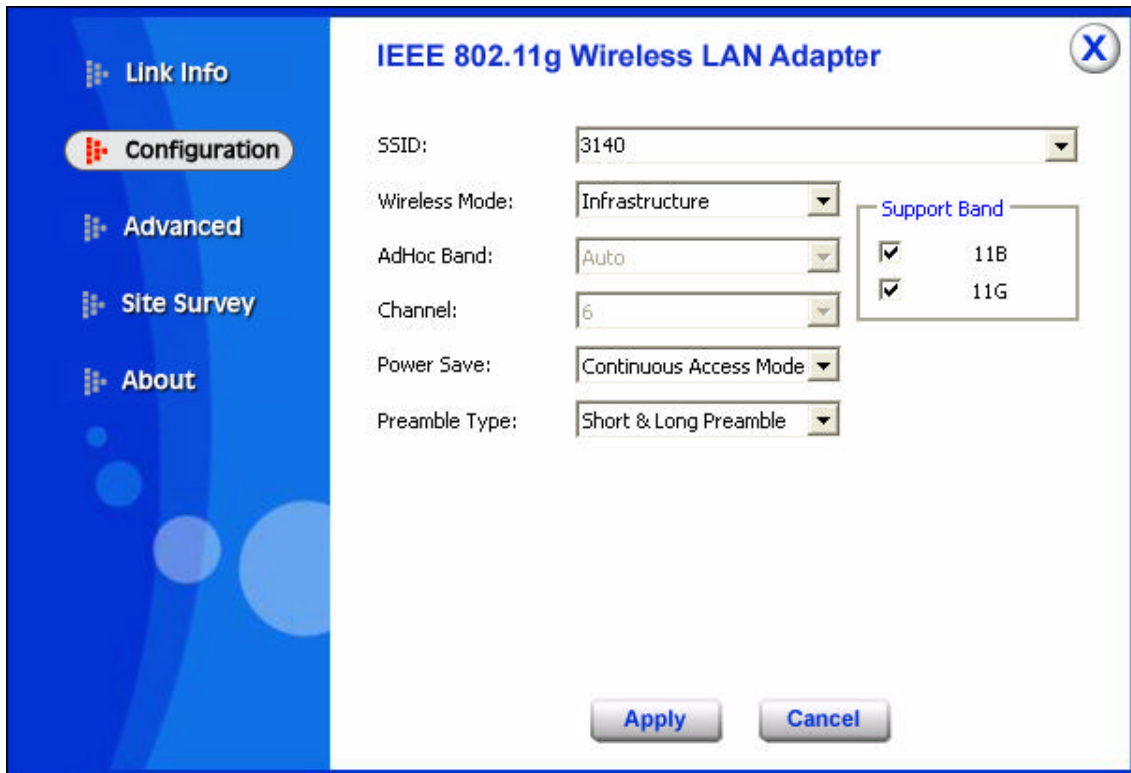 Link Info
Configuration
Advanced
Site Survey
About
IEEE 802.11g Wireless LAN Adapter
X
SSID: 3140
Wireless Mode: Infrastructure
AdHoc Band: Auto
Channel: 6
Power Save: Continuous Access Mode
Preamble Type: Short & Long Preamble
Support Band
11B
11G
Apply Cancel